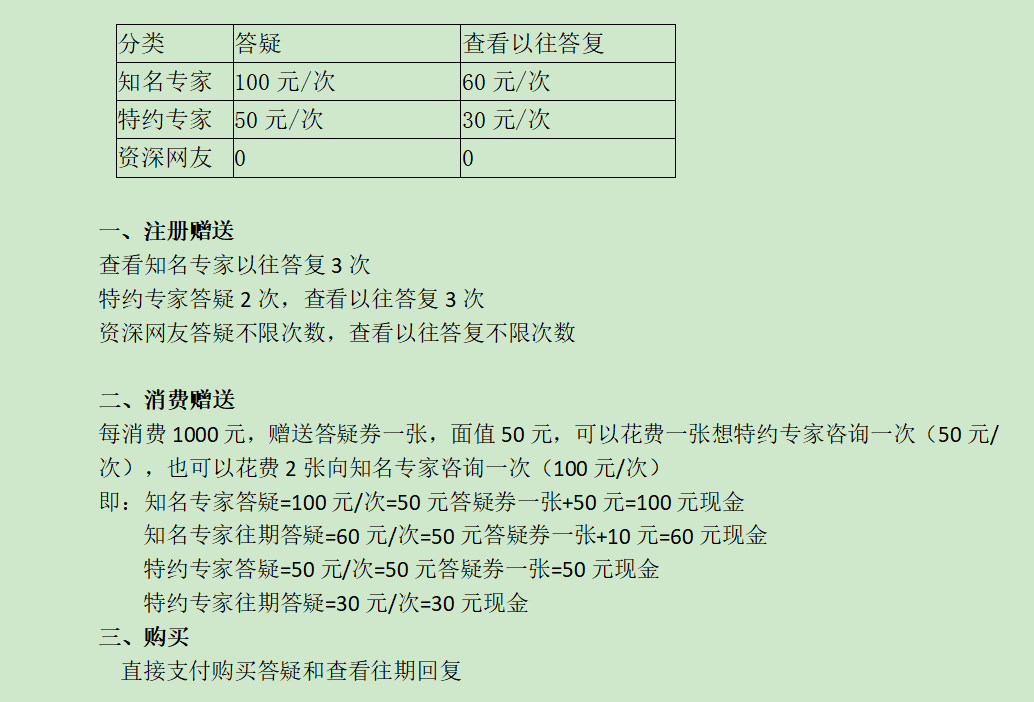 分类 答疑 查看以往答复
知名专家 100 元/次 60 元/次
特约专家 50 元/次 30 元/次
资深网友 0 0
一、注册赠送
查看知名专家以往答复 3 次
特约专家答疑 2 次，查看以往答复 3 次
资深网友答疑不限次数，查看以往答复不限次数
二、消费赠送
每消费 1000 元，赠送答疑券一张，面值 50 元，可以花费一张想特约专家咨询一次（50 元/
次），也可以花费 2 张向知名专家咨询一次（100 元/次）
即：知名专家答疑=100 元/次=50 元答疑券一张+50 元=100 元现金
知名专家往期答疑=60 元/次=50 元答疑券一张+10 元=60 元现金
特约专家答疑=50 元/次=50 元答疑券一张=50 元现金
特约专家往期答疑=30 元/次=30 元现金
三、购买
直接支付购买答疑和查看往期回复